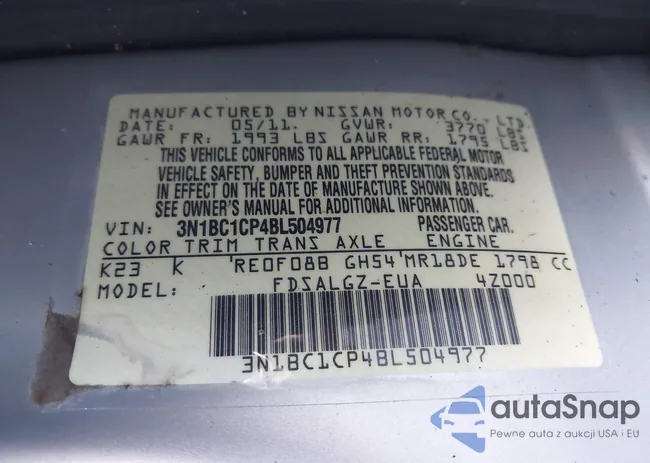 MANUFACTURED BY NISSAN MOTOR CO., LTD.
DATE: 05/11. GVWR: 3770 LBS
GAWR FR: 1993 LBS GAWR RR: 1795 LBS
THIS VEHICLE CONFORMS TO ALL APPLICABLE FEDERAL MOTOR
VEHICLE SAFETY, BUMPER AND THEFT PREVENTION STANDARDS
IN EFFECT ON THE DATE OF MANUFACTURE SHOWN ABOVE.
SEE OWNER'S MANUAL FOR ADDITIONAL INFORMATION.
VIN: 3N1BC1CP4BL504977 PASSENGER CAR.
COLOR TRIM TRANS AXLE ENGINE
K23 K RE0F08B GH54 MR18DE 1798 CC
MODEL: FDSALGZ-EUA 4Z000
3N1BC1CP4BL504977
autaSnap
Pewne auta z aukcji USA i EU